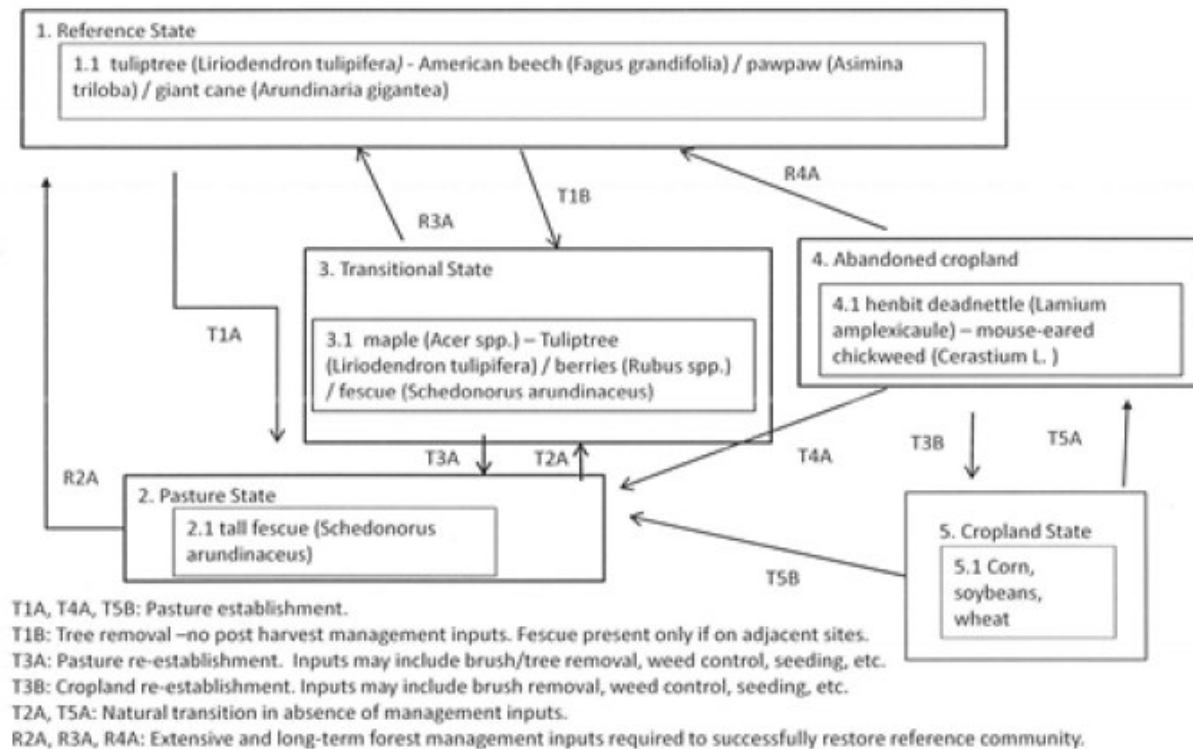 1. Reference State
1.1 tuliptree (Liriodendron tulipifera) - American beech (Fagus grandifolia) / pawpaw (Asimina
triloba) / giant cane (Arundinaria gigantea)
R4A
T1B
R3A
3. Transitional State
4. Abandoned cropland
4.1 henbit deadnettle (Lamium
amplexicaule) – mouse-eared
chickweed (Cerastium L. )
T1A
3.1 maple (Acer spp.) – Tuliptree
(Liriodendron tulipifera) / berries (Rubus spp.)
/ fescue (Schedonorus arundinaceus)
T3A
T2A
T4A
T3B
T5A
R2A
2. Pasture State
2.1 tall fescue (Schedonorus
arundinaceus)
5. Cropland State
5.1 Corn,
soybeans,
wheat
T5B
T1A, T4A, T5B: Pasture establishment.
T1B: Tree removal –no post harvest management inputs. Fescue present only if on adjacent sites.
T3A: Pasture re-establishment. Inputs may include brush/tree removal, weed control, seeding, etc.
T3B: Cropland re-establishment. Inputs may include brush removal, weed control, seeding, etc.
T2A, T5A: Natural transition in absence of management inputs.
R2A, R3A, R4A: Extensive and long-term forest management inputs required to successfully restore reference community.